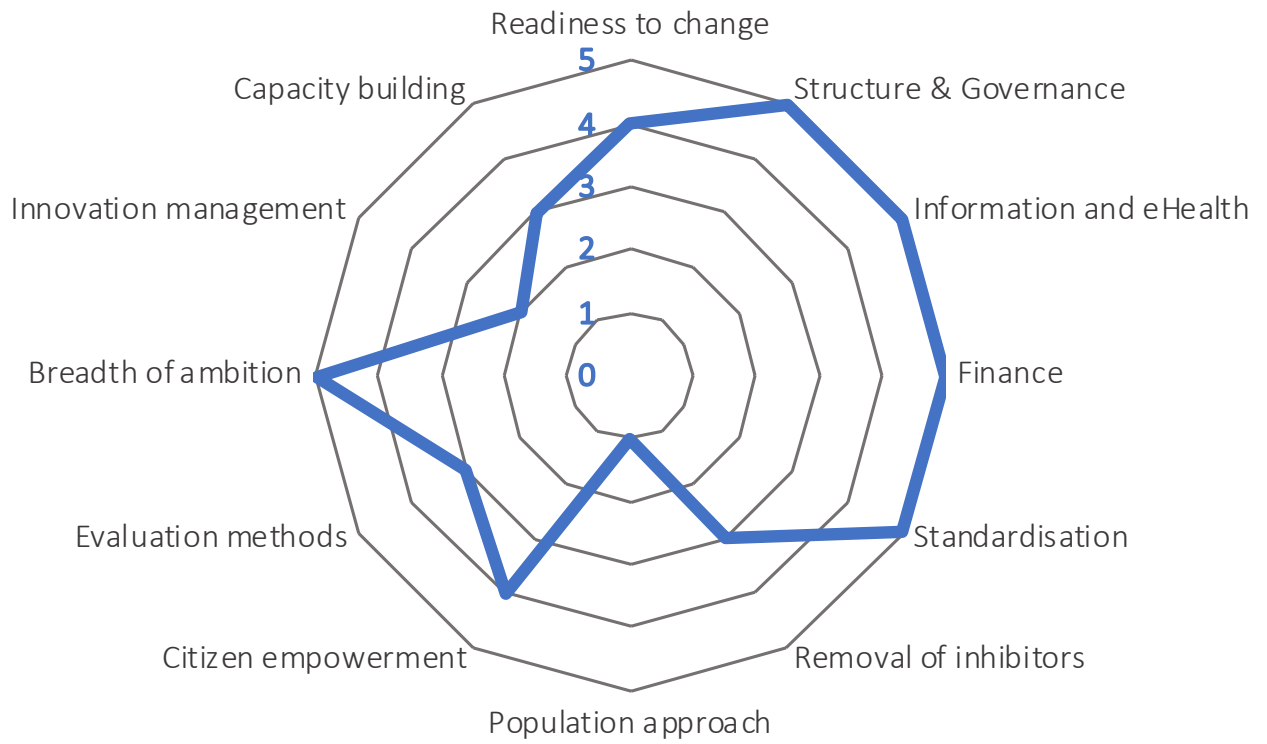 Readiness to change
5
Structure & Governance
Capacity building
4
3
Information and eHealth
Innovation management
2
1
0
Breadth of ambition
Finance
Evaluation methods
Standardisation
Citizen empowerment
Removal of inhibitors
Population approach